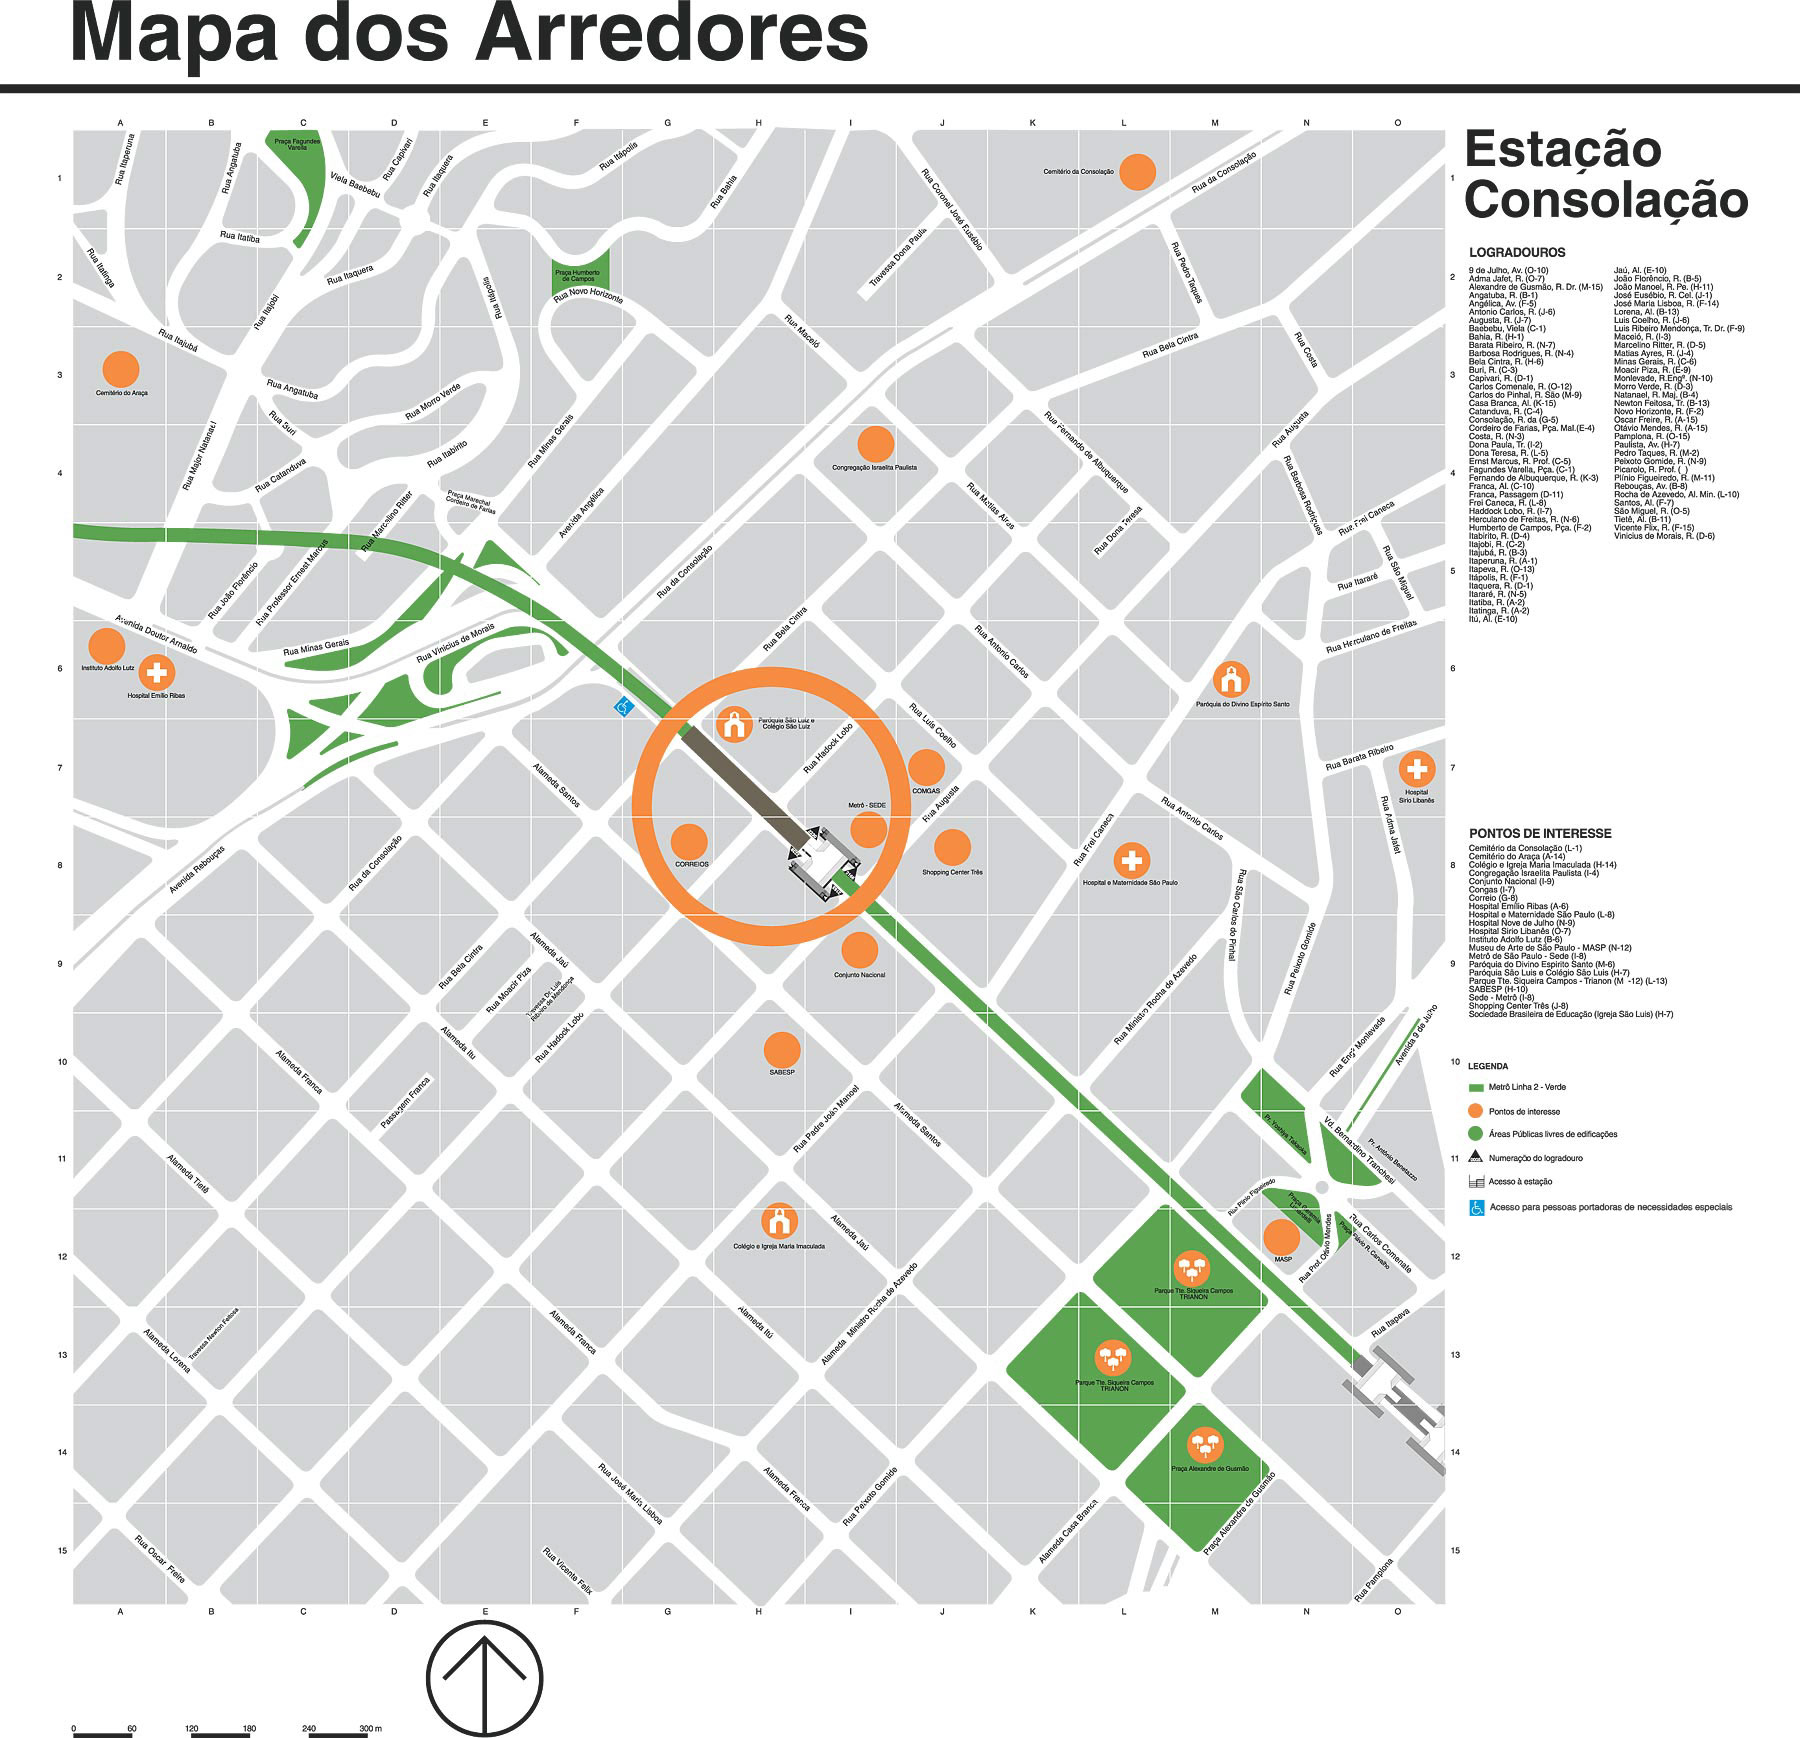 Mapa dos Arredores
A B C D E F G H I J K L M N O
1
2
3
4
5
6
7
8
9
10
11
12
13
14
15
Praça Fagundes
Varella
Rua Itaperuna
Rua Angatuba
Viela Baebebu
Rua Capivari
Rua Itaquera
Rua Itápolis
Rua Bahia
Rua Coronel José Eusébio
Cemitério da Consolação
Rua da Consolação
Rua Itatinga
Rua Itatiba
Rua Itaquera
Rua Itajobi
Rua Itápolis
Praça Humberto
de Campos
Rua Novo Horizonte
Travessa Dona Paula
Rua Pedro Taques
Rua Itajubá
Rua Maceió
Rua Bela Cintra
Rua Costa
Cemitério do Araça
Rua Angatuba
Rua Buri
Rua Morro Verde
Rua Major Natanael
Rua Catanduva
Rua Itabirito
Rua Minas Gerais
Congregação Israelita Paulista
Rua Fernando de Albuquerque
Rua Augusta
Rua Barbosa Rodrigues
Praça Marechal
Cordeiro de Farias
Rua Marcelino Ritter
Avenida Angélica
Rua Matias Aires
Rua Dona Teresa
Rua Frei Caneca
Rua João Florêncio
Rua Professor Ernest Marcus
Rua da Consolação
Rua Itararé
Rua São Miguel
Avenida Doutor Arnaldo
Rua Minas Gerais
Rua Vinicius de Morais
Rua Bela Cintra
Rua Antonio Carlos
Rua Herculano de Freitas
Instituto Adolfo Lutz
Hospital Emílio Ribas
Paróquia do Divino Espírito Santo
Paróquia São Luiz e
Colégio São Luiz
Rua Hadock Lobo
Rua Luis Coelho
Rua Barata Ribeiro
Alameda Santos
COMGAS
Rua Augusta
Hospital
Sirio Libanês
Metrô - SEDE
Rua Antonio Carlos
Rua Adma Jafet
CORREIOS
Shopping Center Três
Rua Frei Caneca
Hospital e Maternidade São Paulo
Avenida Rebouças
Rua da Consolação
Rua São Carlos do Pinhal
Rua Bela Cintra
Alameda Jaú
Rua Moacir Piza
Travessa Dr. Luis
Ribeiro de Mendonça
Conjunto Nacional
Rua Ministro Rocha de Azevedo
Rua Peixoto Gomide
Alameda Itu
Rua Hadock Lobo
SABESP
Rua Engº Monlevade
Avenida 9 de Julho
Alameda Franca
Passagem Franca
Rua Padre João Manoel
Alameda Santos
Pr. Yoshiya Takaoka
Vd. Bernardino Tranchesi
Pr. Antônio Benetazzo
Alameda Tietê
Rua Plínio Figueiredo
Colégio e Igreja Maria Imaculada
Alameda Jaú
MASP
Rua Prof. Otávio Mendes
Rua Carlos Comenale
Alameda Lorena
Travessa Newton Feitosa
Alameda Franca
Alameda Itú
Alameda Ministro Rocha de Azevedo
Parque Tte. Siqueira Campos
TRIANON
Rua Itapeva
Parque Tte. Siqueira Campos
TRIANON
Praça Alexandre de Gusmão
Rua Oscar Freire
Rua Vicente Felix
Rua José Maria Lisboa
Alameda Franca
Rua Peixoto Gomide
Alameda Casa Branca
Praça Alexandre de Gusmão
Rua Pamplona
A B C D E F G H I J K L M N O
0 60 120 180 240 300 m
Estação
Consolação
LOGRADOUROS
9 de Julho, Av. (O-10)
Adma Jafet, R. (O-7)
Alexandre de Gusmão, R. Dr. (M-15)
Angatuba, R. (B-1)
Angélica, Av. (F-5)
Antonio Carlos, R. (J-6)
Augusta, R. (J-7)
Baebebu, Viela (C-1)
Bahia, R. (H-1)
Barata Ribeiro, R. (N-7)
Barbosa Rodrigues, R. (N-4)
Bela Cintra, R. (H-6)
Buri, R. (C-3)
Capivari, R. (D-1)
Carlos Comenale, R. (O-12)
Carlos do Pinhal, R. São (M-9)
Casa Branca, Al. (K-15)
Catanduva, R. (C-4)
Consolação, R. da (G-5)
Cordeiro de Farias, Pça. Mal.(E-4)
Costa, R. (N-3)
Dona Paula, Tr. (I-2)
Dona Teresa, R. (L-5)
Ernst Marcus, R. Prof. (C-5)
Fagundes Varella, Pça. (C-1)
Fernando de Albuquerque, R. (K-3)
Franca, Al. (C-10)
Franca, Passagem (D-11)
Frei Caneca, R. (L-8)
Haddock Lobo, R. (I-7)
Herculano de Freitas, R. (N-6)
Humberto de Campos, Pça. (F-2)
Itabirito, R. (D-4)
Itajobi, R. (C-2)
Itajubá, R. (B-3)
Itaperuna, R. (A-1)
Itapeva, R. (O-13)
Itápolis, R. (F-1)
Itaquera, R. (D-1)
Itararé, R. (N-5)
Itatiba, R. (A-2)
Itatinga, R. (A-2)
Itú, Al. (E-10)
Jaú, Al. (E-10)
João Florêncio, R. (B-5)
João Manoel, R. Pe. (H-11)
José Eusébio, R. Cel. (J-1)
José Maria Lisboa, R. (F-14)
Lorena, Al. (B-13)
Luis Coelho, R. (J-6)
Luis Ribeiro Mendonça, Tr. Dr. (F-9)
Maceió, R. (I-3)
Marcelino Ritter, R. (D-5)
Matias Ayres, R. (J-4)
Minas Gerais, R. (C-6)
Moacir Piza, R. (E-9)
Monlevade, R.Engº. (N-10)
Morro Verde, R. (D-3)
Natanael, R. Maj. (B-4)
Newton Feitosa, Tr. (B-13)
Novo Horizonte, R. (F-2)
Oscar Freire, R. (A-15)
Otávio Mendes, R. (A-15)
Pamplona, R. (O-15)
Paulista, Av. (H-7)
Pedro Taques, R. (M-2)
Peixoto Gomide, R. (N-9)
Picarolo, R. Prof. ( )
Plínio Figueiredo, R. (M-11)
Rebouças, Av. (B-8)
Rocha de Azevedo, Al. Min. (L-10)
Santos, Al. (F-7)
São Miguel, R. (O-5)
Tietê, Al. (B-11)
Vicente Flix, R. (F-15)
Vinicius de Morais, R. (D-6)
PONTOS DE INTERESSE
Cemitério da Consolação (L-1)
Cemitério do Araça (A-14)
Colégio e Igreja Maria Imaculada (H-14)
Congregação Israelita Paulista (I-4)
Conjunto Nacional (I-9)
Congas (I-7)
Correio (G-8)
Hospital Emílio Ribas (A-6)
Hospital e Maternidade São Paulo (L-8)
Hospital Nove de Julho (N-9)
Hospital Sirio Libanês (O-7)
Instituto Adolfo Lutz (B-6)
Museu de Arte de São Paulo - MASP (N-12)
Metrô de São Paulo - Sede (I-8)
Paróquia do Divino Espirito Santo (M-6)
Paróquia São Luis e Colégio São Luis (H-7)
Parque Tte. Siqueira Campos - Trianon (M -12) (L-13)
SABESP (H-10)
Sede - Metrô (I-8)
Shopping Center Três (J-8)
Sociedade Brasileira de Educação (Igreja São Luis) (H-7)
LEGENDA
Metrô Linha 2 - Verde
Pontos de interesse
Áreas Públicas livres de edificações
Numeração do logradouro
Acesso à estação
Acesso para pessoas portadoras de necessidades especiais